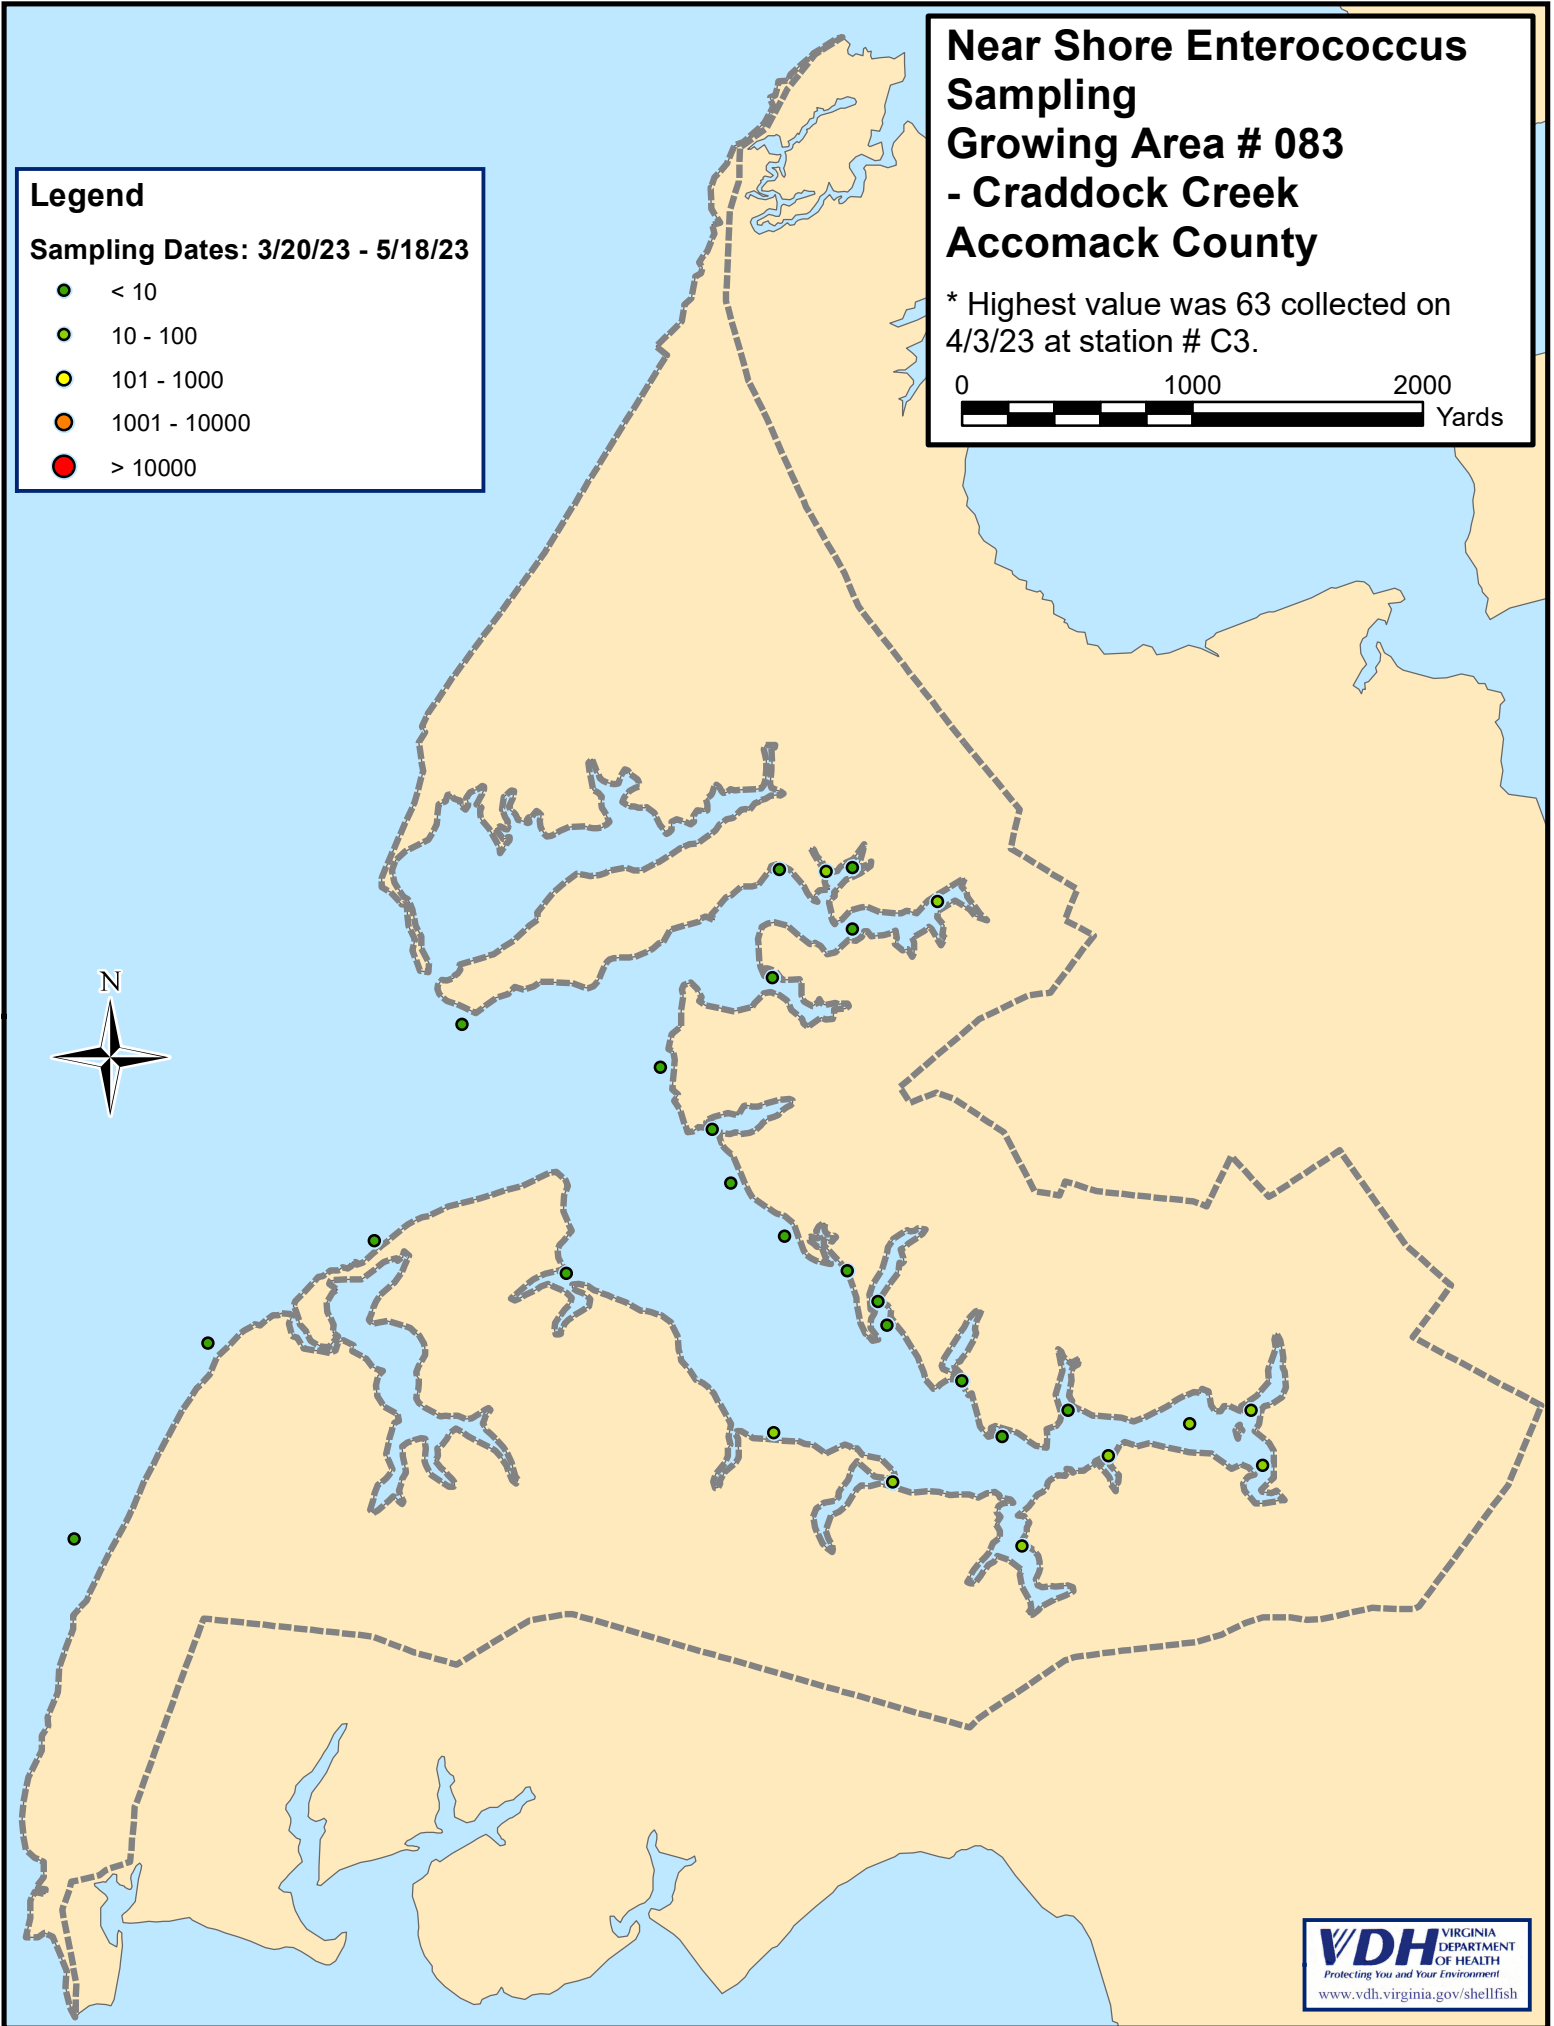 Near Shore Enterococcus
Sampling
Growing Area # 083
- Craddock Creek
Accomack County
* Highest value was 63 collected on
4/3/23 at station # C3.
0 1000 2000
Yards
Legend
Sampling Dates: 3/20/23 - 5/18/23
< 10
10 - 100
101 - 1000
1001 - 10000
> 10000
N
VDH VIRGINIA
DEPARTMENT
OF HEALTH
Protecting You and Your Environment
www.vdh.virginia.gov/shellfish